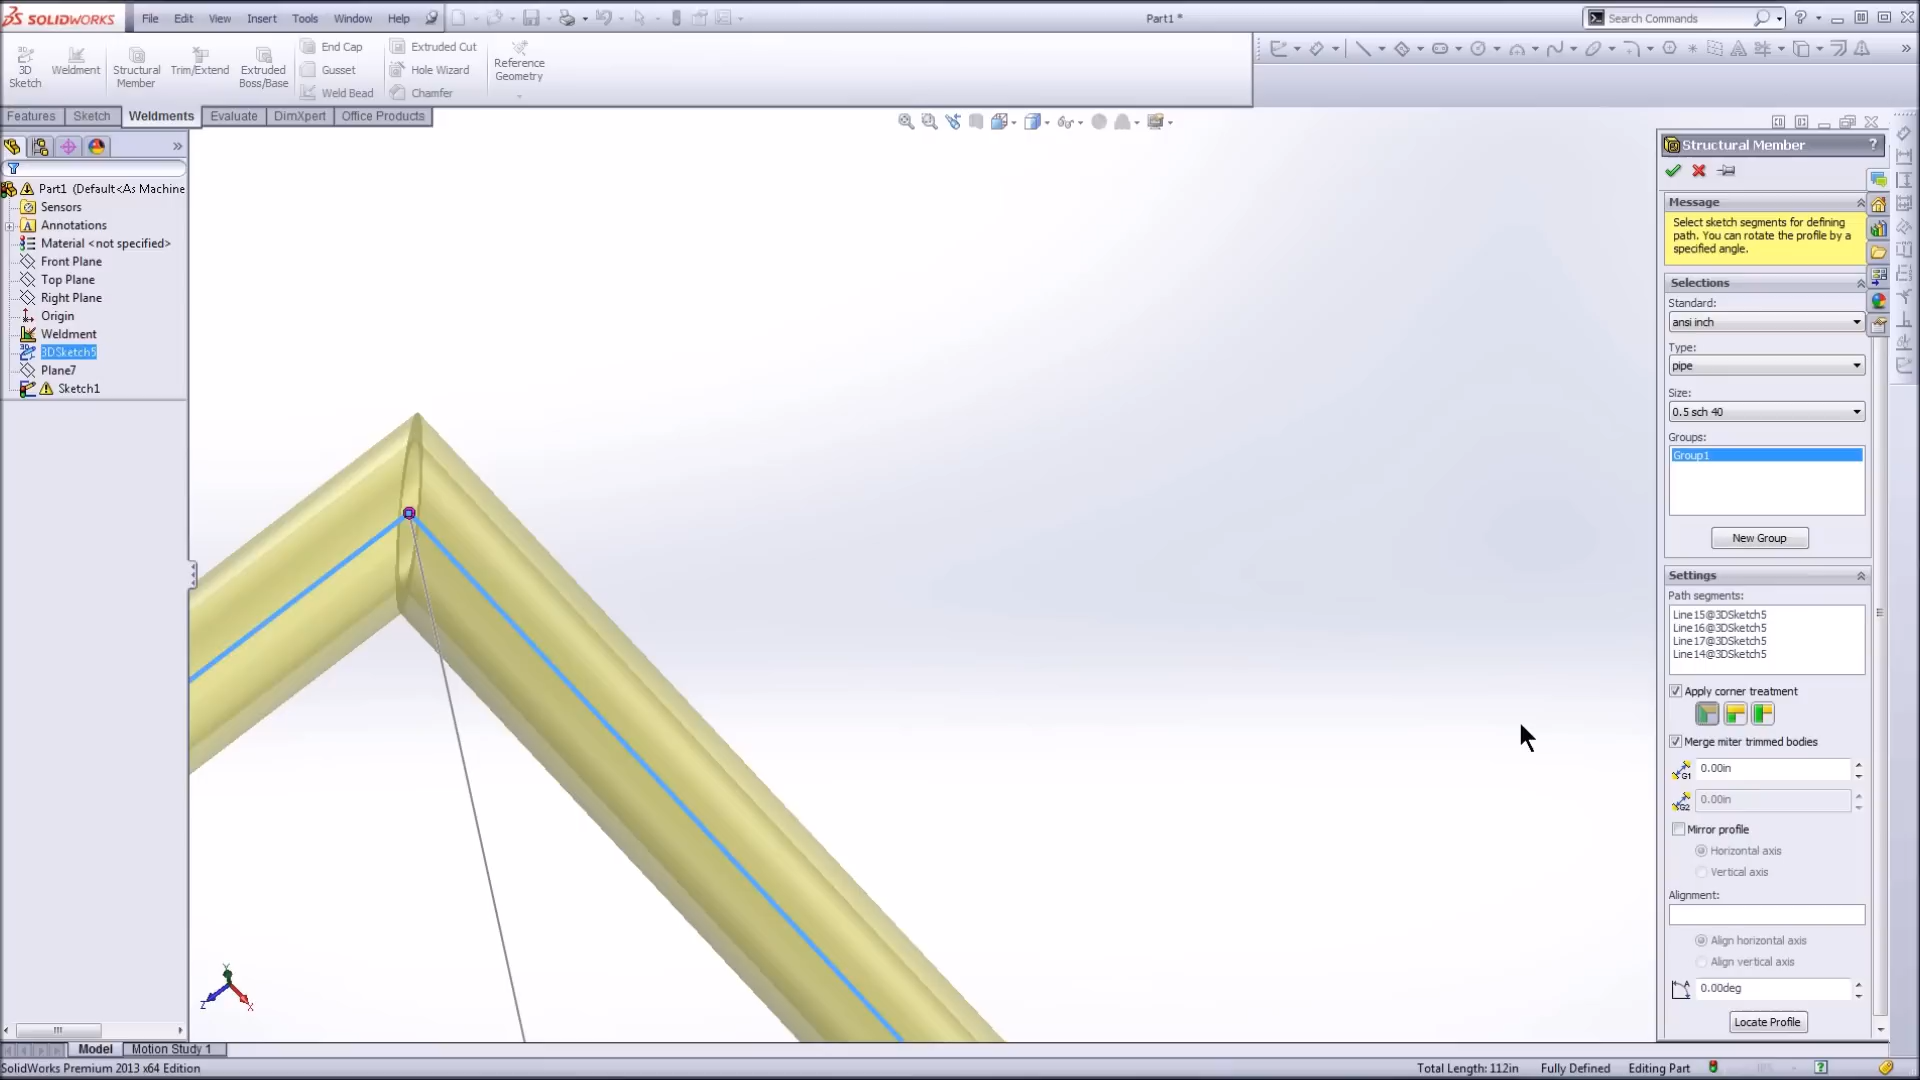 SOLIDWORKS File Edit View Insert Tools Window Help Part1 * Search Commands
3D Sketch Weldment Structural Member Trim/Extend Extruded Boss/Base End Cap Gusset Weld Bead Extruded Cut Hole Wizard Chamfer Reference Geometry
Features Sketch Weldments Evaluate DimXpert Office Products
Part1 (Default<As Machine
Sensors
Annotations
Material <not specified>
Front Plane
Top Plane
Right Plane
Origin
Weldment
3DSketch5
Plane7
Sketch1
Y
Z
X
Structural Member ?
Message
Select sketch segments for defining
path. You can rotate the profile by a
specified angle.
Selections
Standard:
ansi inch
Type:
pipe
Size:
0.5 sch 40
Groups:
Group1
New Group
Settings
Path segments:
Line15@3DSketch5
Line16@3DSketch5
Line17@3DSketch5
Line14@3DSketch5
Apply corner treatment
Merge miter trimmed bodies
G1 0.00in
G2 0.00in
Mirror profile
Horizontal axis
Vertical axis
Alignment:
Align horizontal axis
Align vertical axis
0.00deg
Locate Profile
Model Motion Study 1
SolidWorks Premium 2013 x64 Edition Total Length: 112in Fully Defined Editing Part